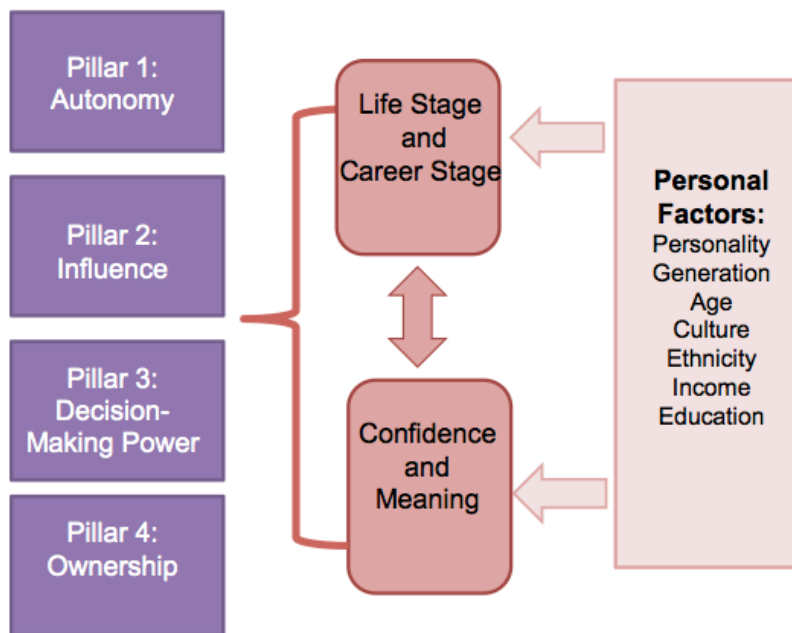 Pillar 1:
Autonomy
Pillar 2:
Influence
Pillar 3:
Decision-
Making Power
Pillar 4:
Ownership
Life Stage
and
Career Stage
Confidence
and
Meaning
Personal
Factors:
Personality
Generation
Age
Culture
Ethnicity
Income
Education